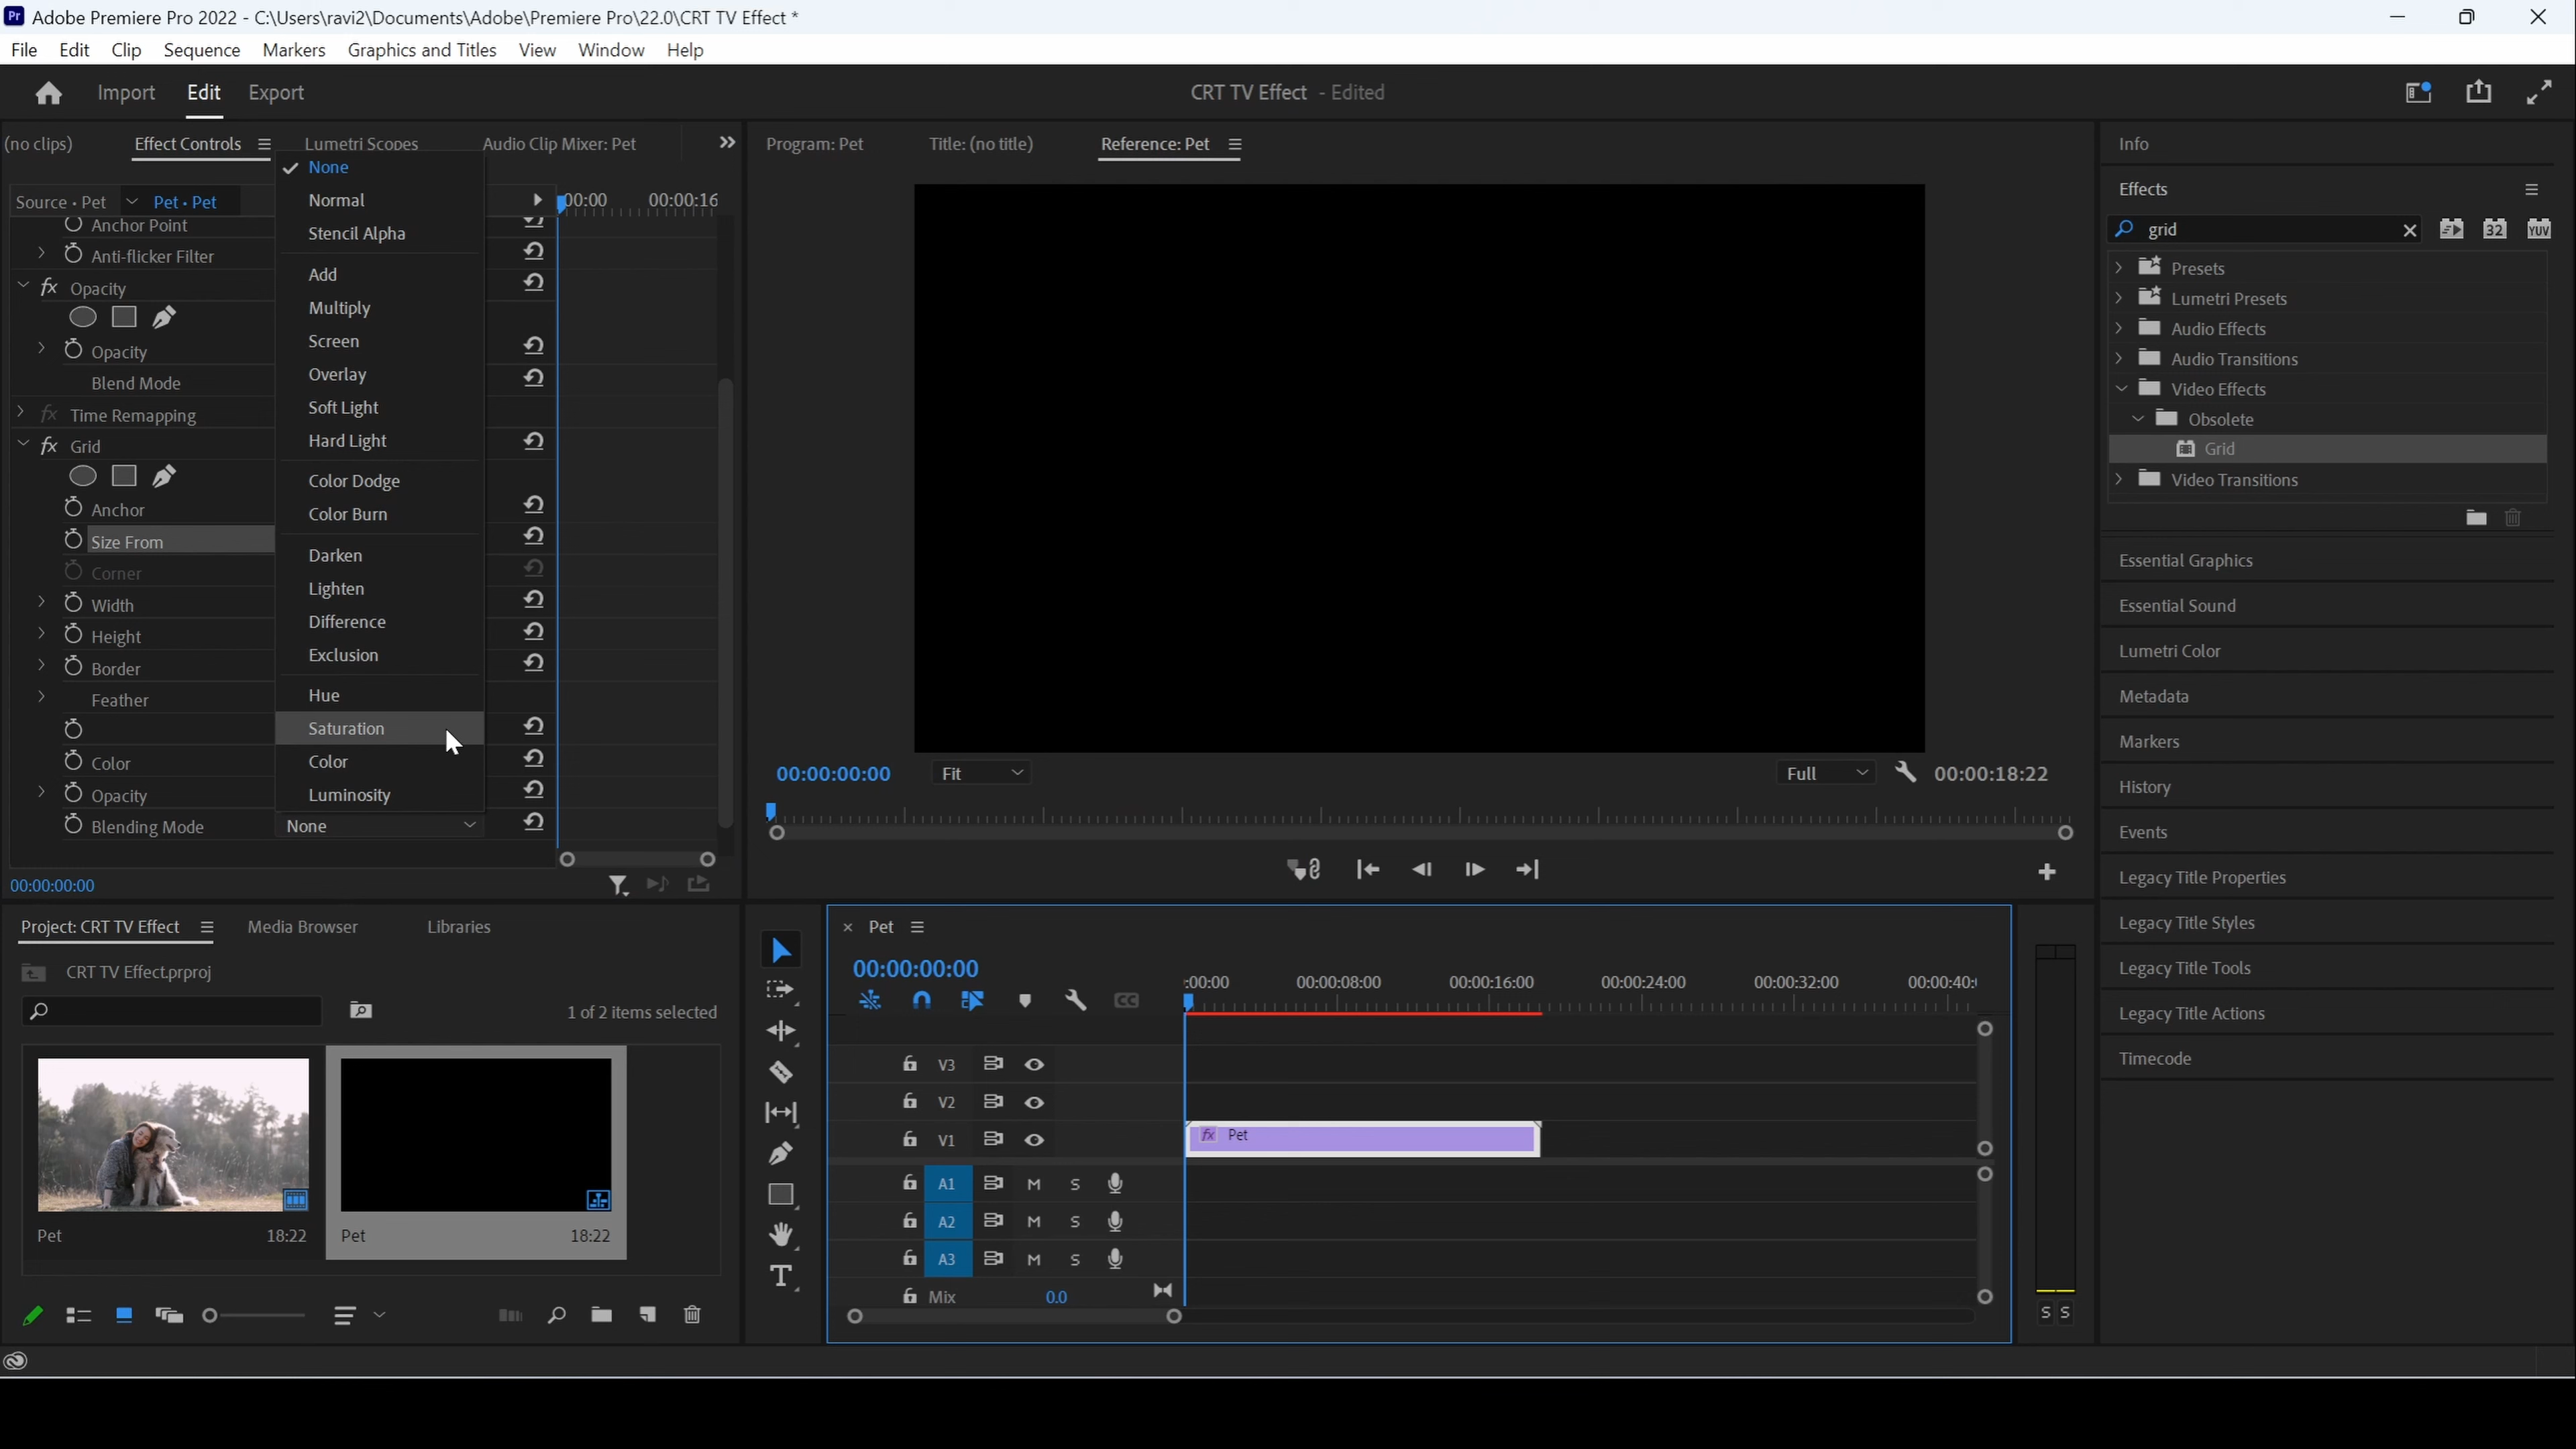 Adobe Premiere Pro 2022 - C:\Users\ravi2\Documents\Adobe\Premiere Pro\22.0\CRT TV Effect *
File Edit Clip Sequence Markers Graphics and Titles View Window Help
Import Edit Export
CRT TV Effect - Edited
(no clips) Effect Controls Lumetri Scopes Audio Clip Mixer: Pet
Source • Pet Pet • Pet
:00:00 00:00:16
Anchor Point
Anti-flicker Filter
fx Opacity
Opacity
Blend Mode
fx Time Remapping
fx Grid
Anchor
Size From
Corner
Width
Height
Border
Feather
Color
Opacity
Blending Mode None
None
Normal
Stencil Alpha
Add
Multiply
Screen
Overlay
Soft Light
Hard Light
Color Dodge
Color Burn
Darken
Lighten
Difference
Exclusion
Hue
Saturation
Color
Luminosity
00:00:00:00
Program: Pet Title: (no title) Reference: Pet
00:00:00:00 Fit Full 00:00:18:22
Info
Effects
grid
32 YUV
Presets
Lumetri Presets
Audio Effects
Audio Transitions
Video Effects
Obsolete
Grid
Video Transitions
Essential Graphics
Essential Sound
Lumetri Color
Metadata
Markers
History
Events
Legacy Title Properties
Legacy Title Styles
Legacy Title Tools
Legacy Title Actions
Timecode
Project: CRT TV Effect Media Browser Libraries
CRT TV Effect.prproj
1 of 2 items selected
Pet 18:22
Pet 18:22
× Pet
00:00:00:00
:00:00 00:00:08:00 00:00:16:00 00:00:24:00 00:00:32:00 00:00:40:
CC
V3
V2
V1
fx Pet
A1 M S
A2 M S
A3 M S
Mix 0.0
S S